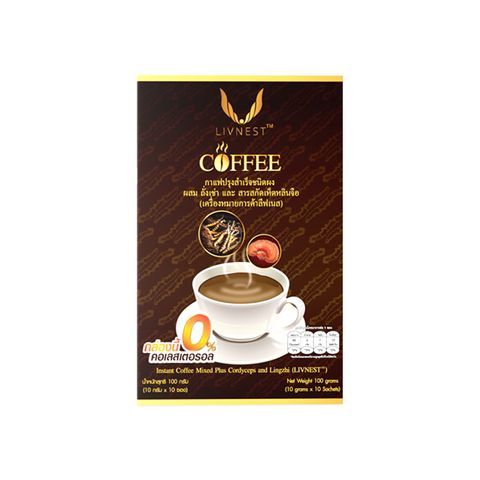 LIVNEST™
COFFEE
กาแฟปรุงสำเร็จชนิดผง
ผสม ถั่งเช่า และ สารสกัดเห็ดหลินจือ
(เครื่องหมายการค้าลีฟเนส)
กล่องนี้ 0%
คอเลสเตอรอล
Instant Coffee Mixed Plus Cordyceps and Lingzhi (LIVNEST™)
น้ำหนักสุทธิ 100 กรัม
(10 กรัม x 10 ซอง)
Net Weight 100 grams
(10 grams x 10 Sachets)